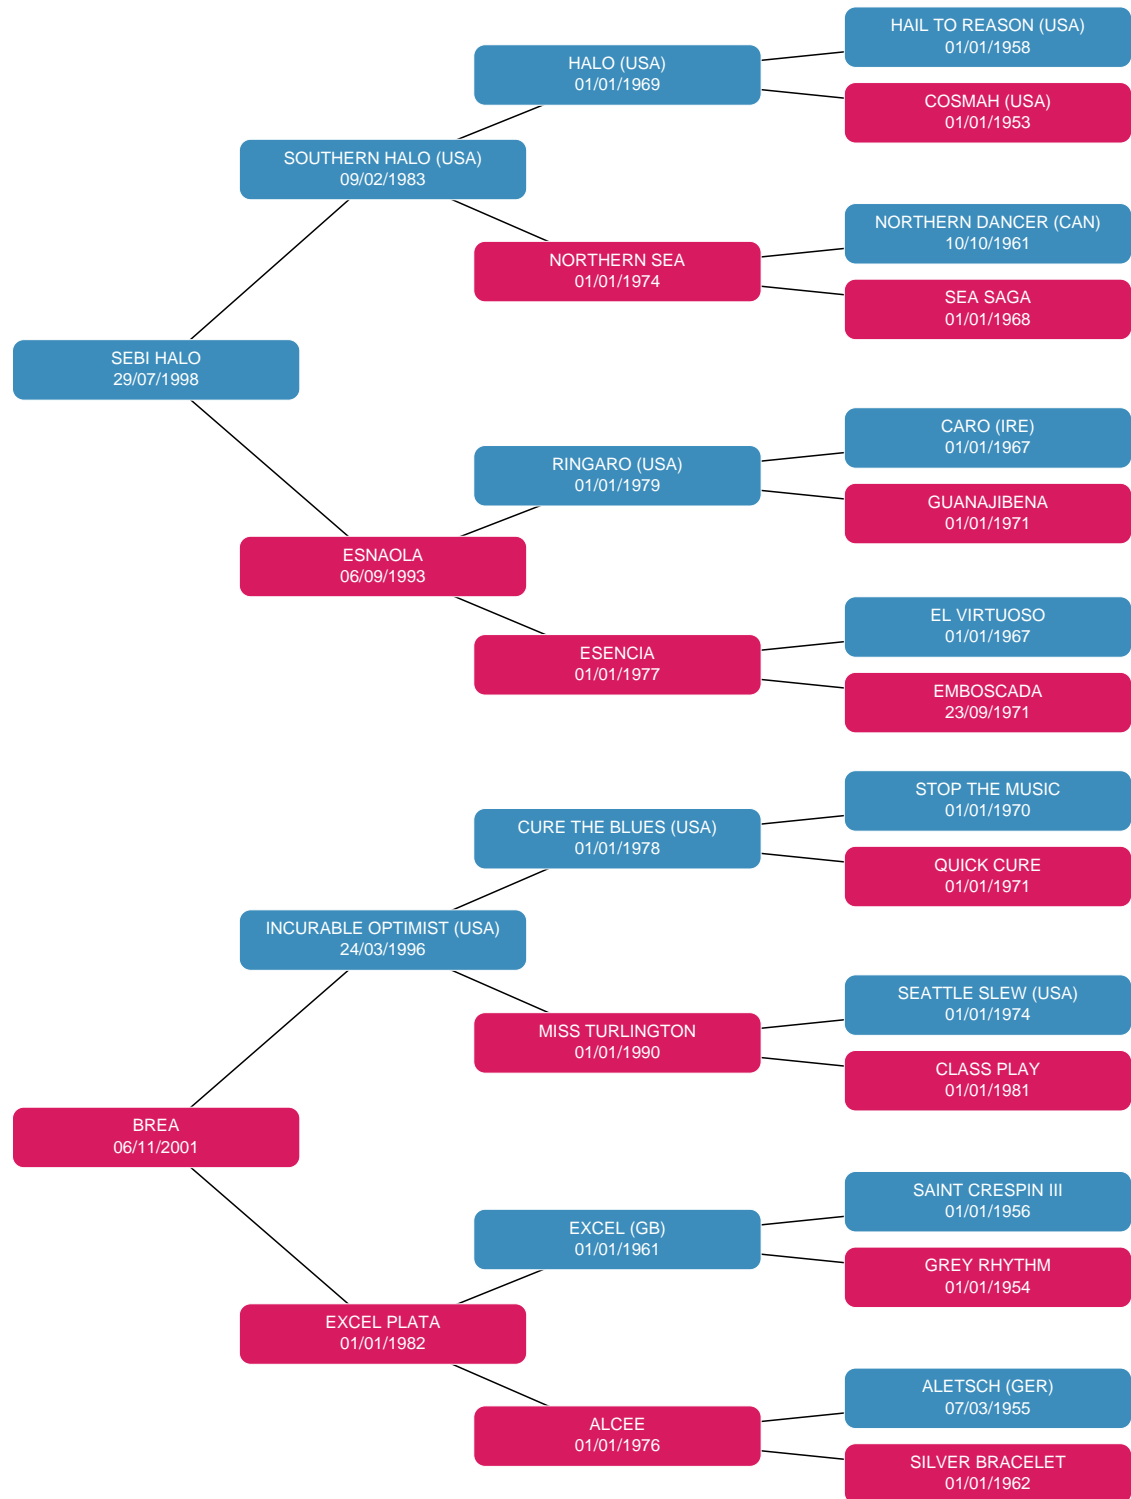 HAIL TO REASON (USA)
01/01/1958
HALO (USA)
01/01/1969
COSMAH (USA)
01/01/1953
SOUTHERN HALO (USA)
09/02/1983
NORTHERN DANCER (CAN)
10/10/1961
NORTHERN SEA
01/01/1974
SEA SAGA
01/01/1968
SEBI HALO
29/07/1998
CARO (IRE)
01/01/1967
RINGARO (USA)
01/01/1979
GUANAJIBENA
01/01/1971
ESNAOLA
06/09/1993
EL VIRTUOSO
01/01/1967
ESENCIA
01/01/1977
EMBOSCADA
23/09/1971
STOP THE MUSIC
01/01/1970
CURE THE BLUES (USA)
01/01/1978
QUICK CURE
01/01/1971
INCURABLE OPTIMIST (USA)
24/03/1996
SEATTLE SLEW (USA)
01/01/1974
MISS TURLINGTON
01/01/1990
CLASS PLAY
01/01/1981
BREA
06/11/2001
SAINT CRESPIN III
01/01/1956
EXCEL (GB)
01/01/1961
GREY RHYTHM
01/01/1954
EXCEL PLATA
01/01/1982
ALETSCH (GER)
07/03/1955
ALCEE
01/01/1976
SILVER BRACELET
01/01/1962